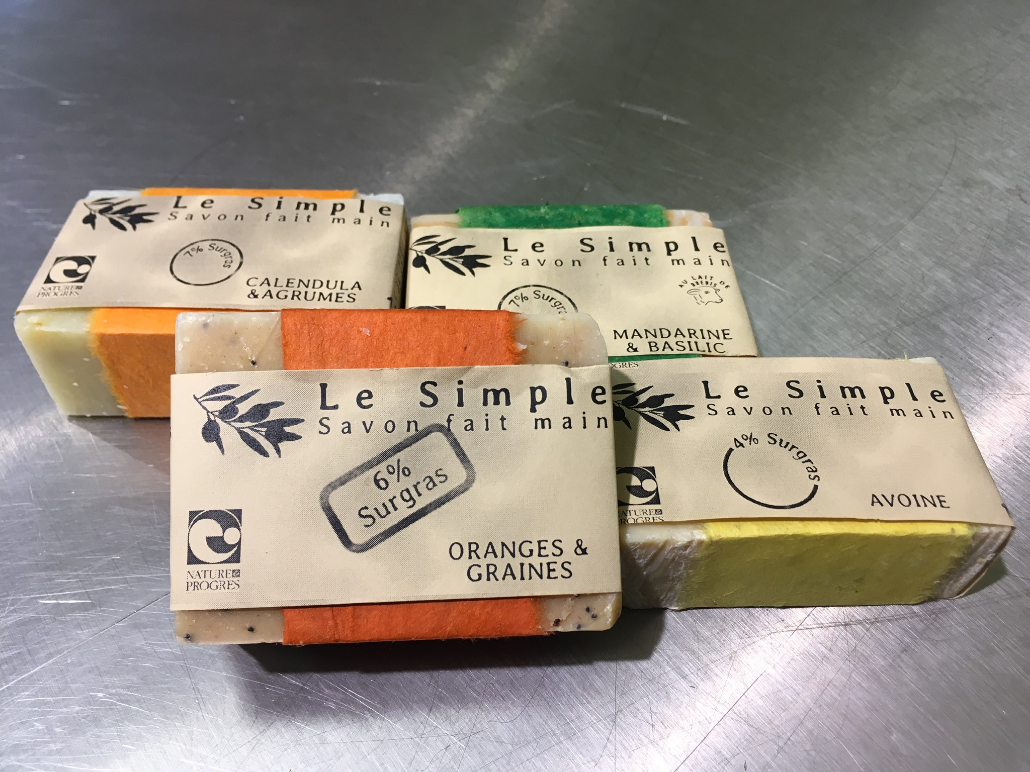 Le Simple
Savon fait main
7% Surgras
CALENDULA
&AGRUMES
NATURE &
PROGRES
Le Simple
Savon fait main
7% Surgras
AU LAIT DE
BREBIS
MANDARINE
& BASILIC
OGRES
Le Simple
Savon fait main
6%
Surgras
NATURE &
PROGRES
ORANGES &
GRAINES
Le Simple
Savon fait main
4% Surgras
NATURE &
PROGRES
AVOINE